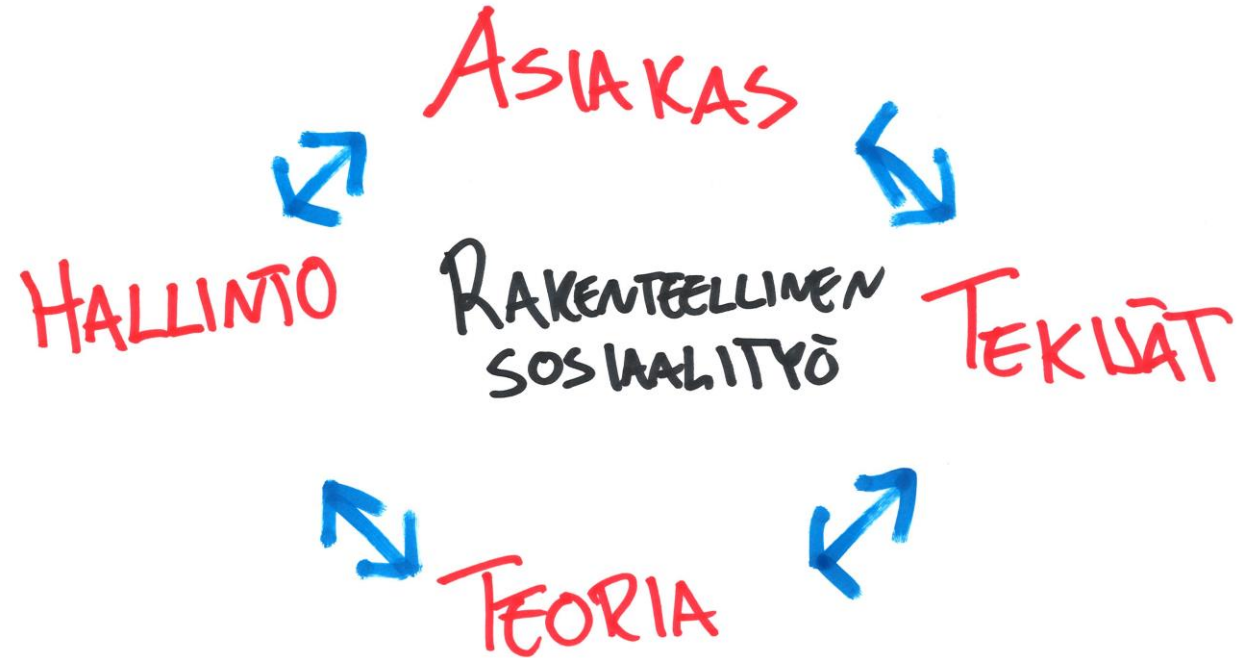 ASIAKAS
HALLINTO
RAKENTEELLINEN
SOSIAALITYÖ
TEKIJÄT
TEORIA